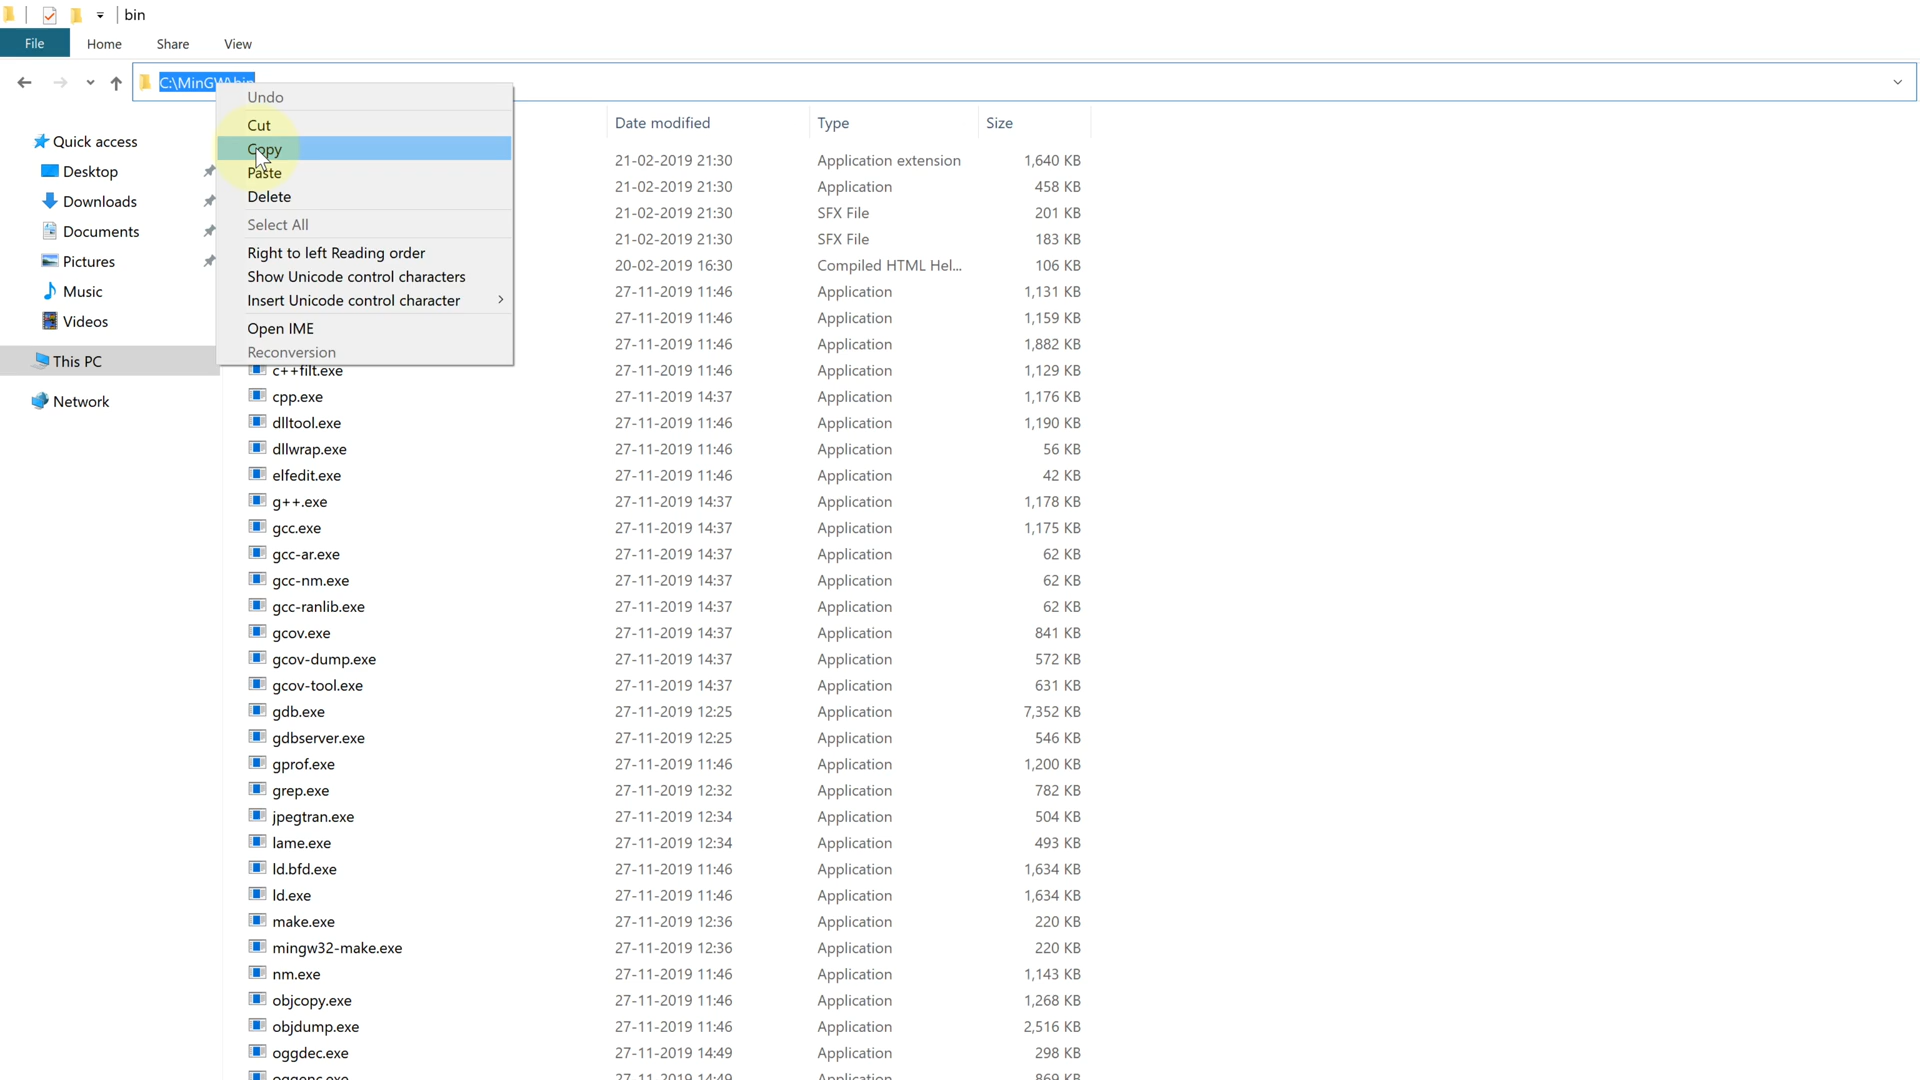 bin
File Home Share View
C:\MinGW\bin
Undo
Cut
Copy
Paste
Delete
Select All
Right to left Reading order
Show Unicode control characters
Insert Unicode control character
Open IME
Reconversion
Quick access
Desktop
Downloads
Documents
Pictures
Music
Videos
This PC
Network
Date modified Type Size
21-02-2019 21:30 Application extension 1,640 KB
21-02-2019 21:30 Application 458 KB
21-02-2019 21:30 SFX File 201 KB
21-02-2019 21:30 SFX File 183 KB
20-02-2019 16:30 Compiled HTML Hel... 106 KB
27-11-2019 11:46 Application 1,131 KB
27-11-2019 11:46 Application 1,159 KB
27-11-2019 11:46 Application 1,882 KB
c++filt.exe 27-11-2019 11:46 Application 1,129 KB
cpp.exe 27-11-2019 14:37 Application 1,176 KB
dlltool.exe 27-11-2019 11:46 Application 1,190 KB
dllwrap.exe 27-11-2019 11:46 Application 56 KB
elfedit.exe 27-11-2019 11:46 Application 42 KB
g++.exe 27-11-2019 14:37 Application 1,178 KB
gcc.exe 27-11-2019 14:37 Application 1,175 KB
gcc-ar.exe 27-11-2019 14:37 Application 62 KB
gcc-nm.exe 27-11-2019 14:37 Application 62 KB
gcc-ranlib.exe 27-11-2019 14:37 Application 62 KB
gcov.exe 27-11-2019 14:37 Application 841 KB
gcov-dump.exe 27-11-2019 14:37 Application 572 KB
gcov-tool.exe 27-11-2019 14:37 Application 631 KB
gdb.exe 27-11-2019 12:25 Application 7,352 KB
gdbserver.exe 27-11-2019 12:25 Application 546 KB
gprof.exe 27-11-2019 11:46 Application 1,200 KB
grep.exe 27-11-2019 12:32 Application 782 KB
jpegtran.exe 27-11-2019 12:34 Application 504 KB
lame.exe 27-11-2019 12:34 Application 493 KB
ld.bfd.exe 27-11-2019 11:46 Application 1,634 KB
ld.exe 27-11-2019 11:46 Application 1,634 KB
make.exe 27-11-2019 12:36 Application 220 KB
mingw32-make.exe 27-11-2019 12:36 Application 220 KB
nm.exe 27-11-2019 11:46 Application 1,143 KB
objcopy.exe 27-11-2019 11:46 Application 1,268 KB
objdump.exe 27-11-2019 11:46 Application 2,516 KB
oggdec.exe 27-11-2019 14:49 Application 298 KB
oggenc.exe 27-11-2019 14:49 Application 869 KB